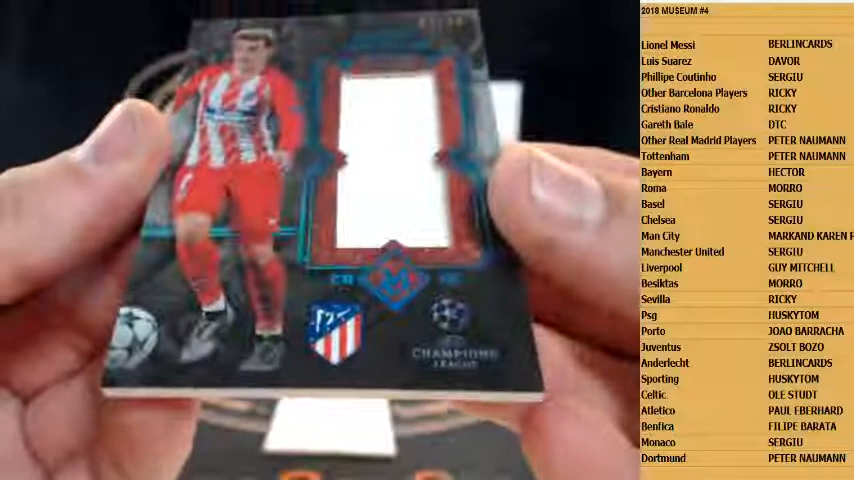 2018 MUSEUM #4
Lionel Messi BERLINCARDS
Luis Suarez DAVOR
Phillipe Coutinho SERGIU
Other Barcelona Players RICKY
Cristiano Ronaldo RICKY
Gareth Bale DTC
Other Real Madrid Players PETER NAUMANN
Tottenham PETER NAUMANN
Bayern HECTOR
Roma MORRO
Basel SERGIU
Chelsea SERGIU
Man City MARKAND KAREN
Manchester United SERGIU
Liverpool GUY MITCHELL
Besiktas MORRO
Sevilla RICKY
Psg HUSKYTOM
Porto JOAO BARRACHA
Juventus ZSOLT BOZO
Anderlecht BERLINCARDS
Sporting HUSKYTOM
Celtic OLE STUDT
Atletico PAUL EBERHARD
Benfica FILIPE BARATA
Monaco SERGIU
Dortmund PETER NAUMANN
CHAMPIONS
LEAGUE